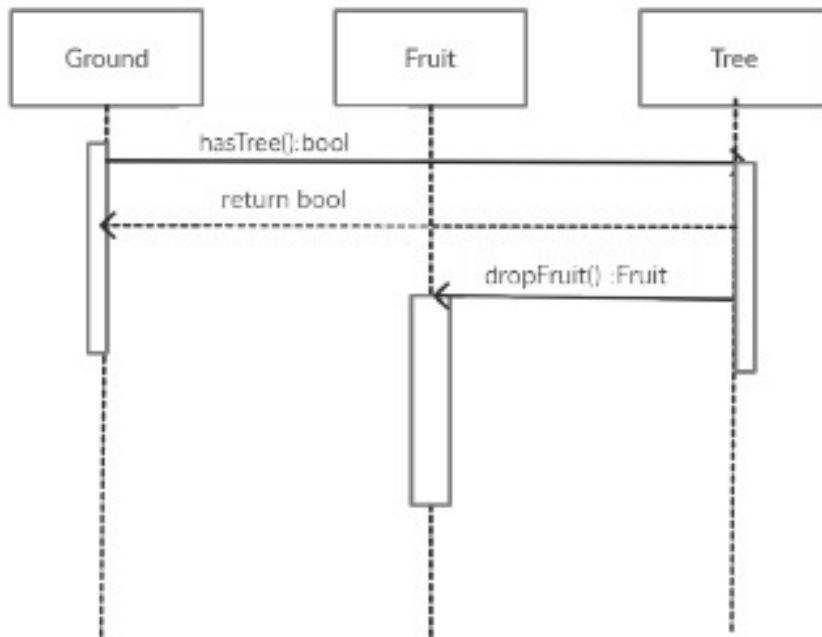 Ground
Fruit
Tree
hasTree():bool
return bool
dropFruit() :Fruit